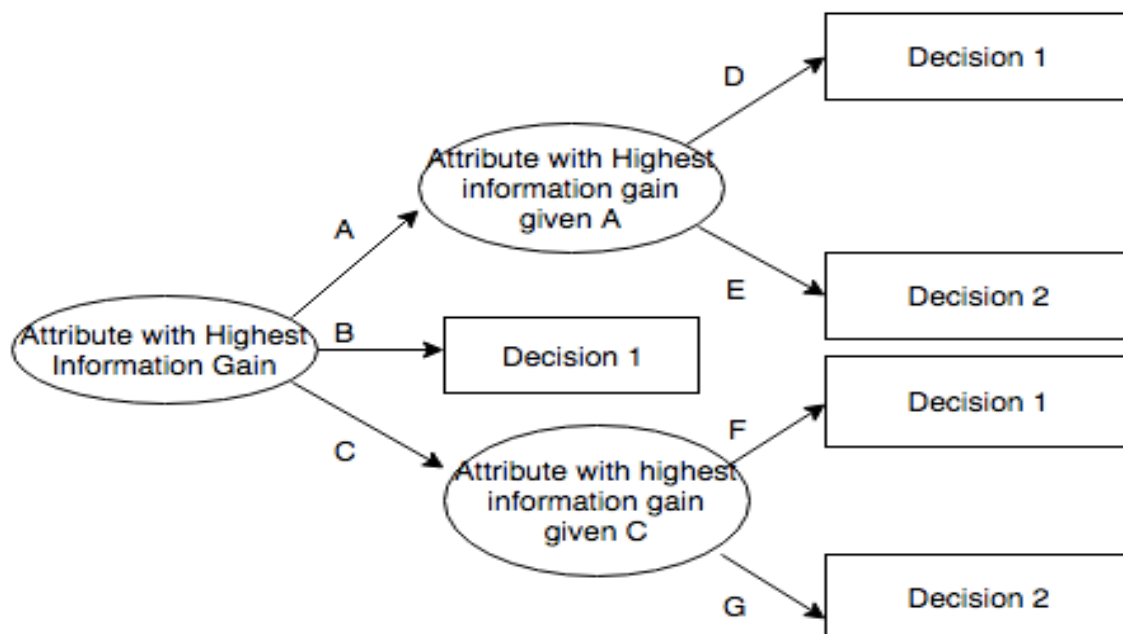 D
Decision 1
Attribute with Highest
information gain
given A
A
E
Decision 2
Attribute with Highest
Information Gain
B
Decision 1
C
F
Decision 1
Attribute with highest
information gain
given C
G
Decision 2